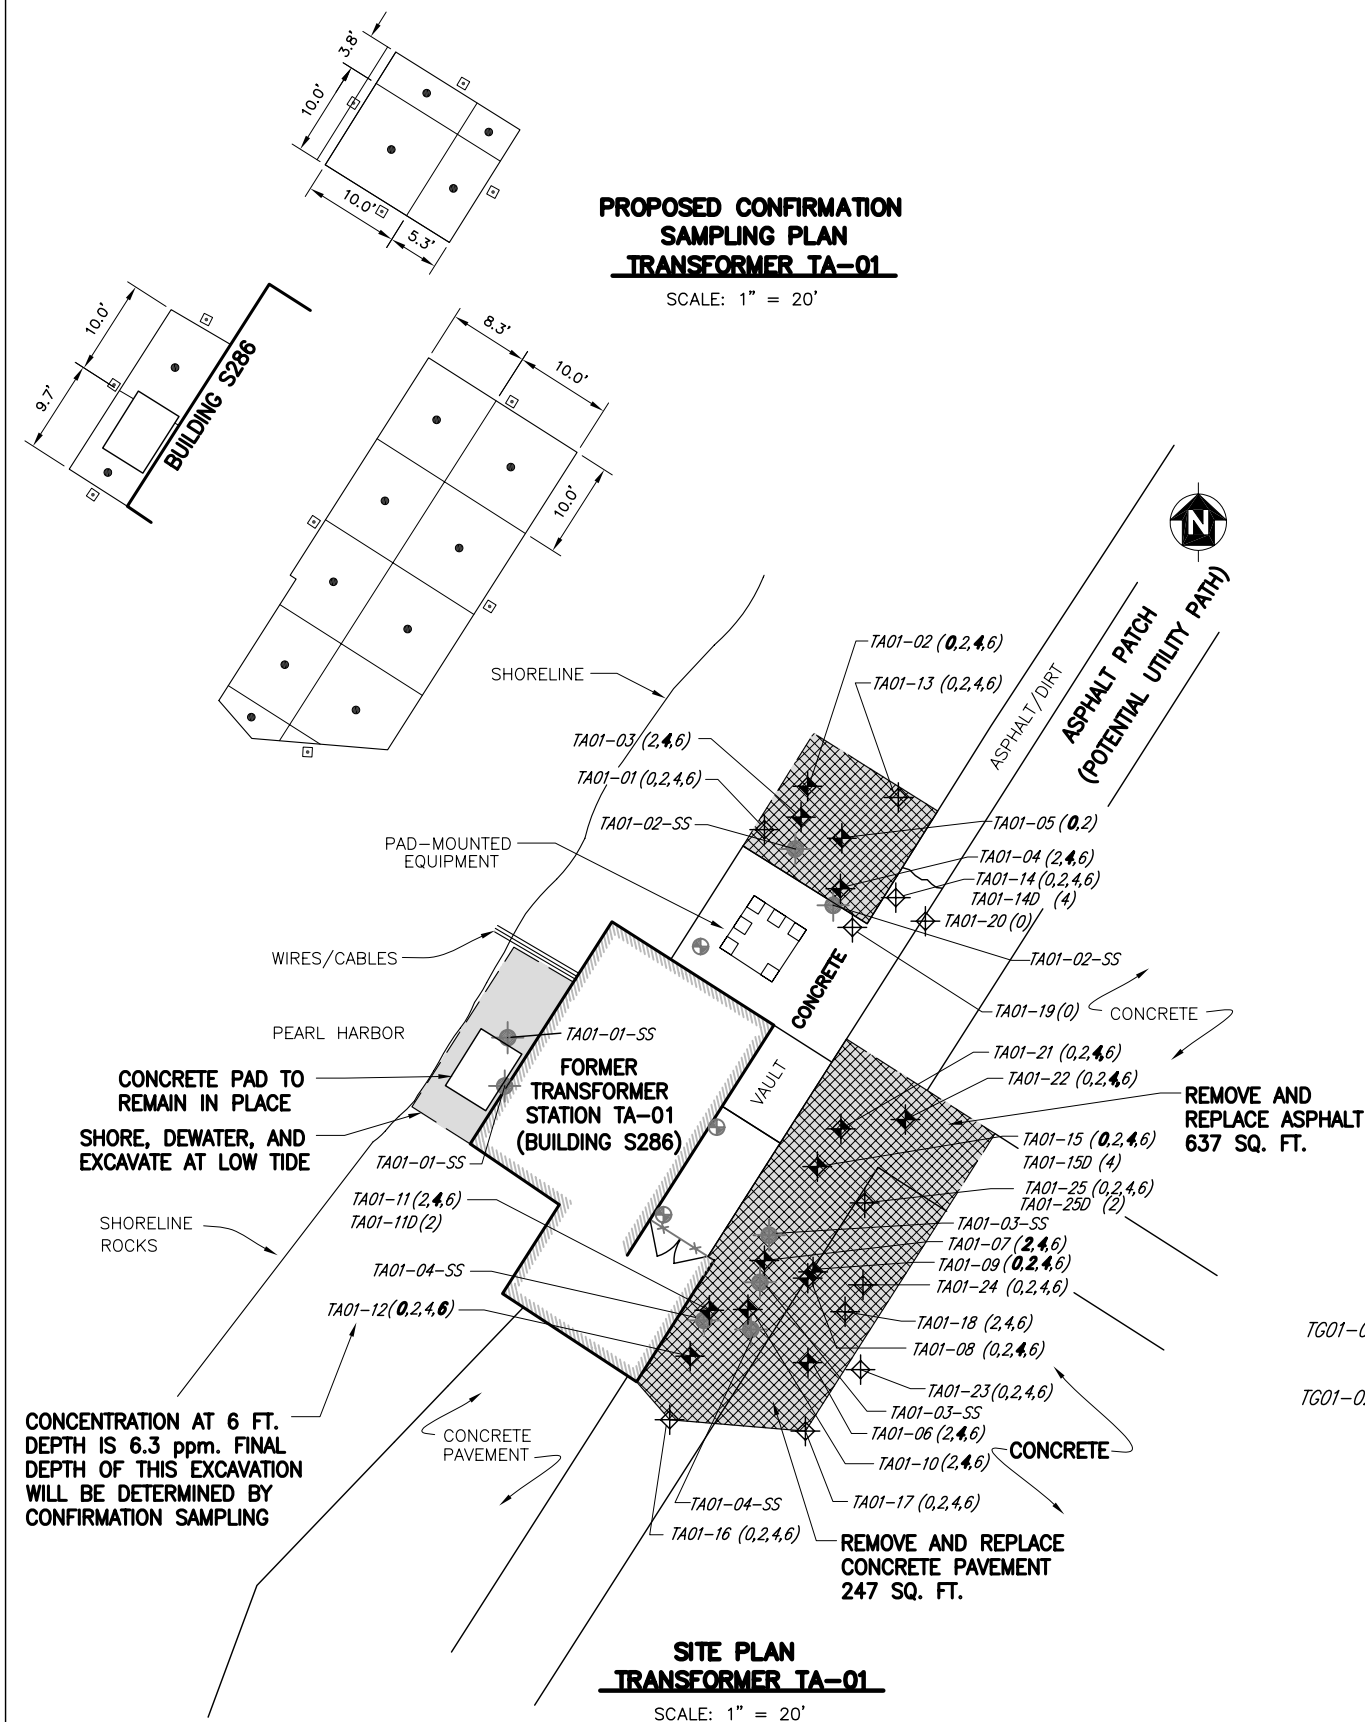 3.8'
10.0'
10.0'
5.3'
PROPOSED CONFIRMATION
SAMPLING PLAN
TRANSFORMER TA-01
SCALE: 1" = 20'
10.0'
9.7'
BUILDING S286
8.3'
10.0'
10.0'
N
ASPHALT/DIRT
ASPHALT PATCH
(POTENTIAL UTILITY PATH)
SHORELINE
TA01-02 (0,2,4,6)
TA01-13 (0,2,4,6)
TA01-03 (2,4,6)
TA01-01 (0,2,4,6)
TA01-02-SS
PAD-MOUNTED
EQUIPMENT
TA01-05 (0,2)
TA01-04 (2,4,6)
TA01-14 (0,2,4,6)
TA01-14D (4)
TA01-20 (0)
TA01-02-SS
TA01-19 (0)
CONCRETE
CONCRETE
WIRES/CABLES
PEARL HARBOR
TA01-01-SS
CONCRETE PAD TO
REMAIN IN PLACE
SHORE, DEWATER, AND
EXCAVATE AT LOW TIDE
FORMER
TRANSFORMER
STATION TA-01
(BUILDING S286)
VAULT
TA01-21 (0,2,4,6)
TA01-22 (0,2,4,6)
REMOVE AND
REPLACE ASPHALT
637 SQ. FT.
TA01-15 (0,2,4,6)
TA01-15D (4)
TA01-25 (0,2,4,6)
TA01-25D (2)
TA01-03-SS
TA01-07 (2,4,6)
TA01-09 (0,2,4,6)
TA01-24 (0,2,4,6)
TA01-18 (2,4,6)
TA01-08 (0,2,4,6)
TA01-23 (0,2,4,6)
TA01-03-SS
TA01-06 (2,4,6)
TA01-10 (2,4,6)
CONCRETE
TA01-17 (0,2,4,6)
TA01-01-SS
TA01-11 (2,4,6)
TA01-11D (2)
SHORELINE
ROCKS
TA01-04-SS
TA01-12 (0,2,4,6)
CONCENTRATION AT 6 FT.
DEPTH IS 6.3 ppm. FINAL
DEPTH OF THIS EXCAVATION
WILL BE DETERMINED BY
CONFIRMATION SAMPLING
CONCRETE
PAVEMENT
TA01-04-SS
TA01-16 (0,2,4,6)
REMOVE AND REPLACE
CONCRETE PAVEMENT
247 SQ. FT.
SITE PLAN
TRANSFORMER TA-01
SCALE: 1" = 20'